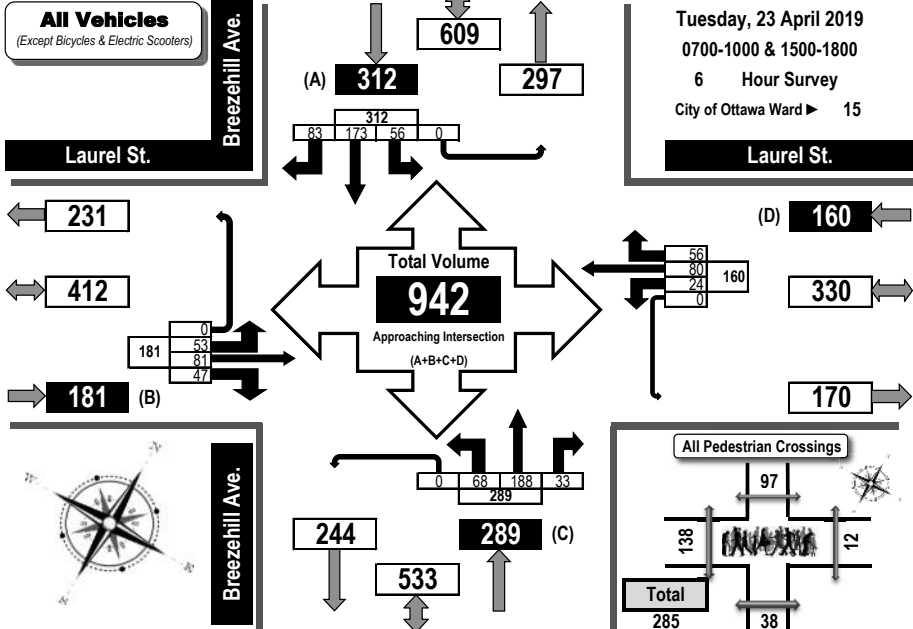 All Vehicles
(Except Bicycles & Electric Scooters)
Breezehill Ave.
Laurel St.
609
(A) 312
297
312
83 173 56 0
Tuesday, 23 April 2019
0700-1000 & 1500-1800
6 Hour Survey
City of Ottawa Ward ► 15
Laurel St.
231
412
0
53
81
47
181
181 (B)
Total Volume
942
Approaching Intersection
(A+B+C+D)
(D) 160
56
80
24
0
160
330
170
N
W
E
S
Breezehill Ave.
0 68 188 33
289
244
289 (C)
533
All Pedestrian Crossings
97
138
12
Total
285
38